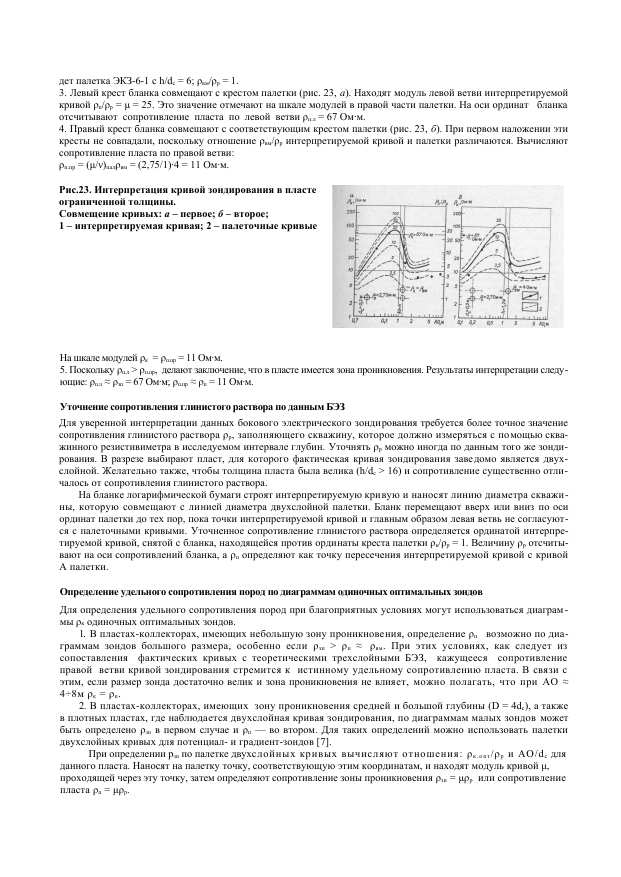 дет палетка ЭКЗ-6-1 с h/dс = 6; ρвм/ρр = 1.
3. Левый крест бланка совмещают с крестом палетки (рис. 23, а). Находят модуль левой ветви интерпретируемой
кривой ρп/ρр = μ = 25. Это значение отмечают на шкале модулей в правой части палетки. На оси ординат бланка
отсчитывают сопротивление пласта по левой ветви ρп.л = 67 Ом·м.
4. Правый крест бланка совмещают с соответствующим крестом палетки (рис. 23, б). При первом наложении эти
кресты не совпадали, поскольку отношение ρвм/ρр интерпретируемой кривой и палетки различаются. Вычисляют
сопротивление пласта по правой ветви:
ρп.пр = (μ/ν)палρвм = (2,75/1)·4 = 11 Ом·м.
Рис.23. Интерпретация кривой зондирования в пласте
ограниченной толщины.
Совмещение кривых: а – первое; б – второе;
1 – интерпретируемая кривая; 2 – палеточные кривые
На шкале модулей ρк = ρп.пр = 11 Ом·м.
5. Поскольку ρп.л > ρп.пр, делают заключение, что в пласте имеется зона проникновения. Результаты интерпретации следу-
ющие: ρп.л ≈ ρзп = 67 Ом·м; ρп.пр ≈ ρп = 11 Ом·м.
Уточнение сопротивления глинистого раствора по данным БЭЗ
Для уверенной интерпретации данных бокового электрического зондирования требуется более точное значение
сопротивления глинистого раствора ρр, заполняющего скважину, которое должно измеряться с помощью сква-
жинного резистивиметра в исследуемом интервале глубин. Уточнять ρр можно иногда по данным того же зонди-
рования. В разрезе выбирают пласт, для которого фактическая кривая зондирования заведомо является двух-
слойной. Желательно также, чтобы толщина пласта была велика (h/dс > 16) и сопротивление существенно отли-
чалось от сопротивления глинистого раствора.
На бланке логарифмической бумаги строят интерпретируемую кривую и наносят линию диаметра скважи-
ны, которую совмещают с линией диаметра двухслойной палетки. Бланк перемещают вверх или вниз по оси
ординат палетки до тех пор, пока точки интерпретируемой кривой и главным образом левая ветвь не согласуют-
ся с палеточными кривыми. Уточненное сопротивление глинистого раствора определяется ординатой интерпре-
тируемой кривой, снятой с бланка, находящейся против ординаты креста палетки ρк/ρр = 1. Величину ρр отсчиты-
вают на оси сопротивлений бланка, а ρп определяют как точку пересечения интерпретируемой кривой с кривой
А палетки.
Определение удельного сопротивления пород по диаграммам одиночных оптимальных зондов
Для определения удельного сопротивления пород при благоприятных условиях могут использоваться диаграм-
мы ρк одиночных оптимальных зондов.
l. В пластах-коллекторах, имеющих небольшую зону проникновения, определение ρп возможно по диа-
граммам зондов большого размера, особенно если ρзп > ρп ≈ ρвм. При этих условиях, как следует из
сопоставления фактических кривых с теоретическими трехслойными БЭЗ, кажущееся сопротивление
правой ветви кривой зондирования стремится к истинному удельному сопротивлению пласта. В связи с
этим, если размер зонда достаточно велик и зона проникновения не влияет, можно полагать, что при АО ≈
4÷8м ρк = ρп.
2. В пластах-коллекторах, имеющих зону проникновения средней и большой глубины (D = 4dс), а также
в плотных пластах, где наблюдается двухслойная кривая зондирования, по диаграммам малых зондов может
быть определено ρзп в первом случае и ρп — во втором. Для таких определений можно использовать палетки
двухслойных кривых для потенциал- и градиент-зондов [7].
При определении ρзп по палетке двухслойных кривых вычисляют отношения: ρк.опт/ρр и АО/dс для
данного пласта. Наносят на палетку точку, соответствующую этим координатам, и находят модуль кривой μ,
проходящей через эту точку, затем определяют сопротивление зоны проникновения ρзп = μρр или сопротивление
пласта ρп = μρр.